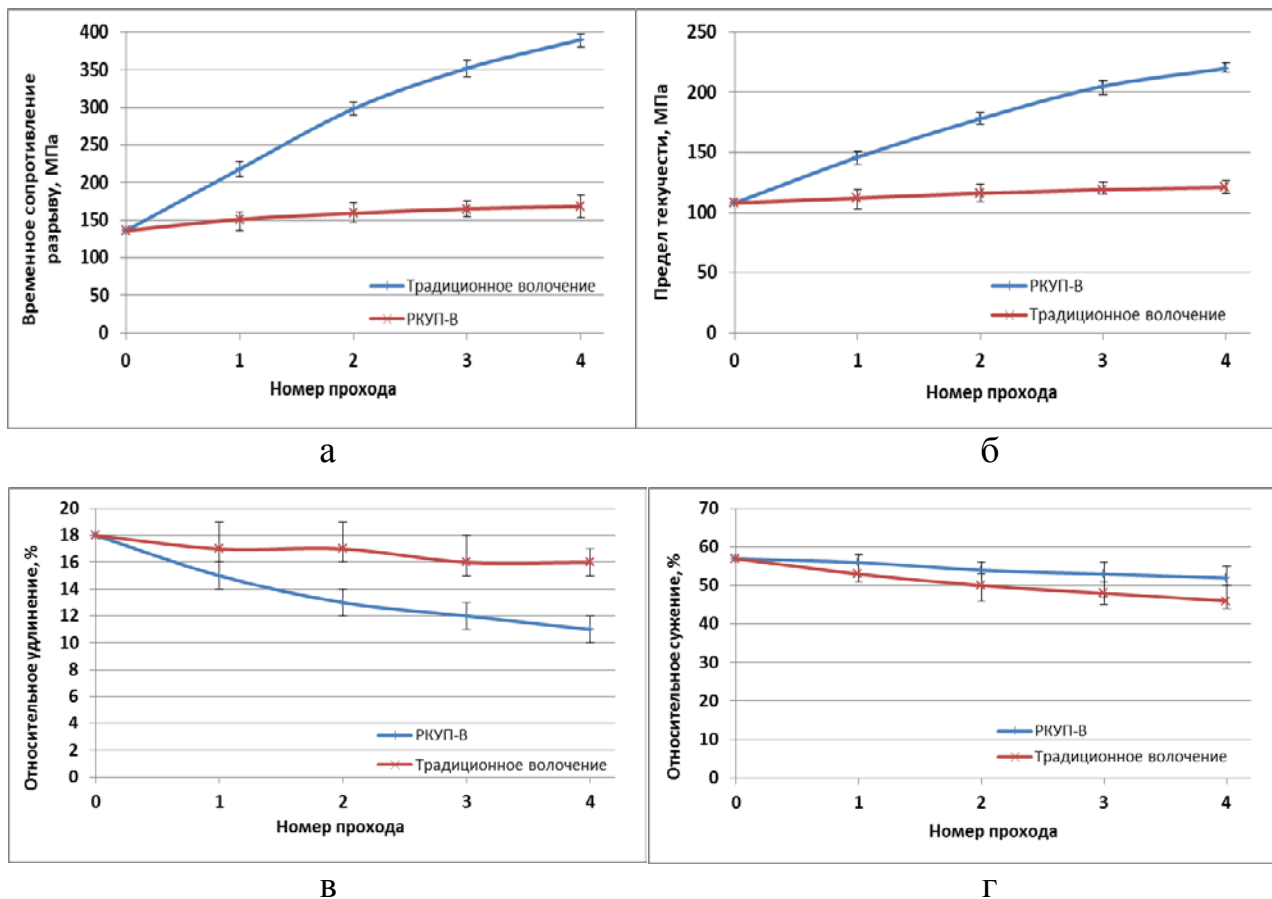 Временное сопротивление
разрыву, МПа
400
350
300
250
200
150
100
50
0
Традиционное волочение
РКУП-В
0 1 2 3 4
Номер прохода
а
Предел текучести, МПа
250
200
150
100
50
0
РКУП-В
Традиционное волочение
0 1 2 3 4
Номер прохода
б
Относительное удлинение, %
20
18
16
14
12
10
8
6
4
2
0
РКУП-В
Традиционное волочение
0 1 2 3 4
Номер прохода
в
Относительное сужение, %
70
60
50
40
30
20
10
0
РКУП-В
Традиционное волочение
0 1 2 3 4
Номер прохода
г